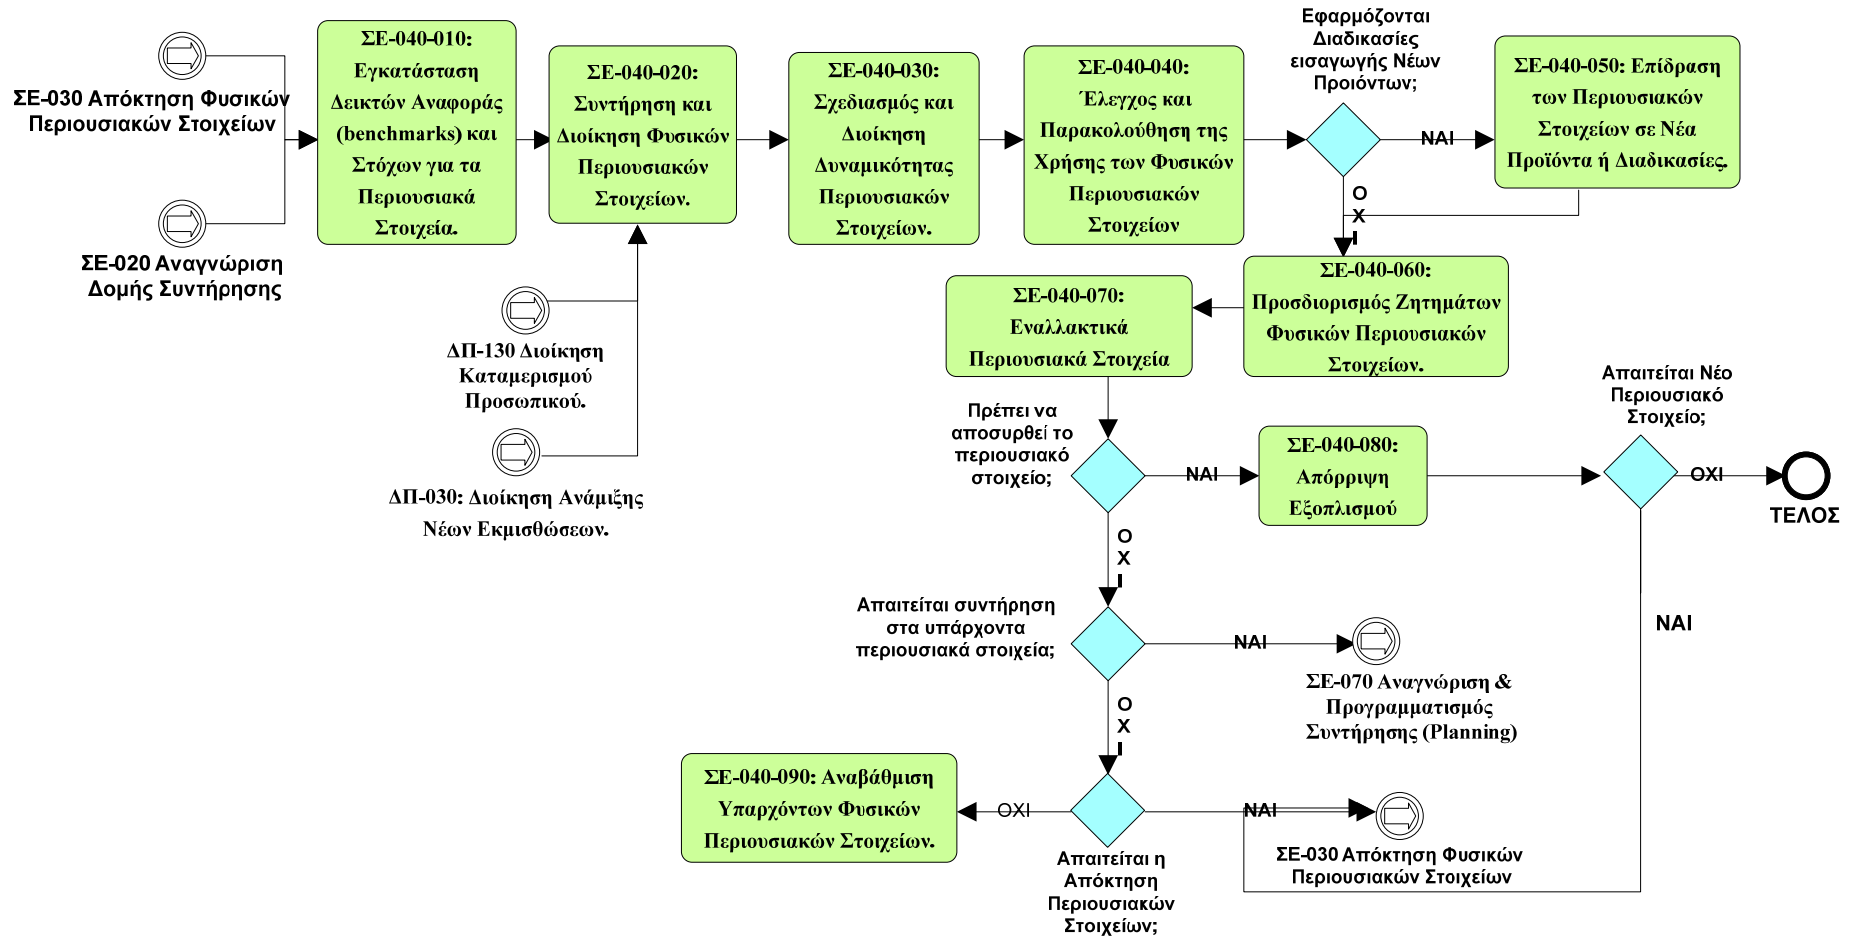 ΣΕ-030 Απόκτηση Φυσικών
Περιουσιακών Στοιχείων
ΣΕ-020 Αναγνώριση
Δομής Συντήρησης
ΣΕ-040-010:
Εγκατάσταση
Δεικτών Αναφοράς
(benchmarks) και
Στόχων για τα
Περιουσιακά
Στοιχεία.
ΣΕ-040-020:
Συντήρηση και
Διοίκηση Φυσικών
Περιουσιακών
Στοιχείων.
ΣΕ-040-030:
Σχεδιασμός και
Διοίκηση
Δυναμικότητας
Περιουσιακών
Στοιχείων.
ΣΕ-040-040:
Έλεγχος και
Παρακολούθηση της
Χρήσης των Φυσικών
Περιουσιακών
Στοιχείων
Εφαρμόζονται
Διαδικασίες
εισαγωγής Νέων
Προιόντων;
ΝΑΙ
ΟΧΙ
ΣΕ-040-050: Επίδραση
των Περιουσιακών
Στοιχείων σε Νέα
Προϊόντα ή Διαδικασίες.
ΣΕ-040-060:
Προσδιορισμός Ζητημάτων
Φυσικών Περιουσιακών
Στοιχείων.
ΣΕ-040-070:
Εναλλακτικά
Περιουσιακά Στοιχεία
ΔΠ-130 Διοίκηση
Καταμερισμού
Προσωπικού.
ΔΠ-030: Διοίκηση Ανάμιξης
Νέων Εκμισθώσεων.
Πρέπει να
αποσυρθεί το
περιουσιακό
στοιχείο;
ΝΑΙ
ΟΧΙ
ΣΕ-040-080:
Απόρριψη
Εξοπλισμού
Απαιτείται Νέο
Περιουσιακό
Στοιχείο;
ΟΧΙ
ΤΕΛΟΣ
ΝΑΙ
Απαιτείται συντήρηση
στα υπάρχοντα
περιουσιακά στοιχεία;
ΝΑΙ
ΟΧΙ
ΣΕ-070 Αναγνώριση &
Προγραμματισμός
Συντήρησης (Planning)
ΣΕ-040-090: Αναβάθμιση
Υπαρχόντων Φυσικών
Περιουσιακών Στοιχείων.
ΟΧΙ
ΝΑΙ
Απαιτείται η
Απόκτηση
Περιουσιακών
Στοιχείων;
ΣΕ-030 Απόκτηση Φυσικών
Περιουσιακών Στοιχείων